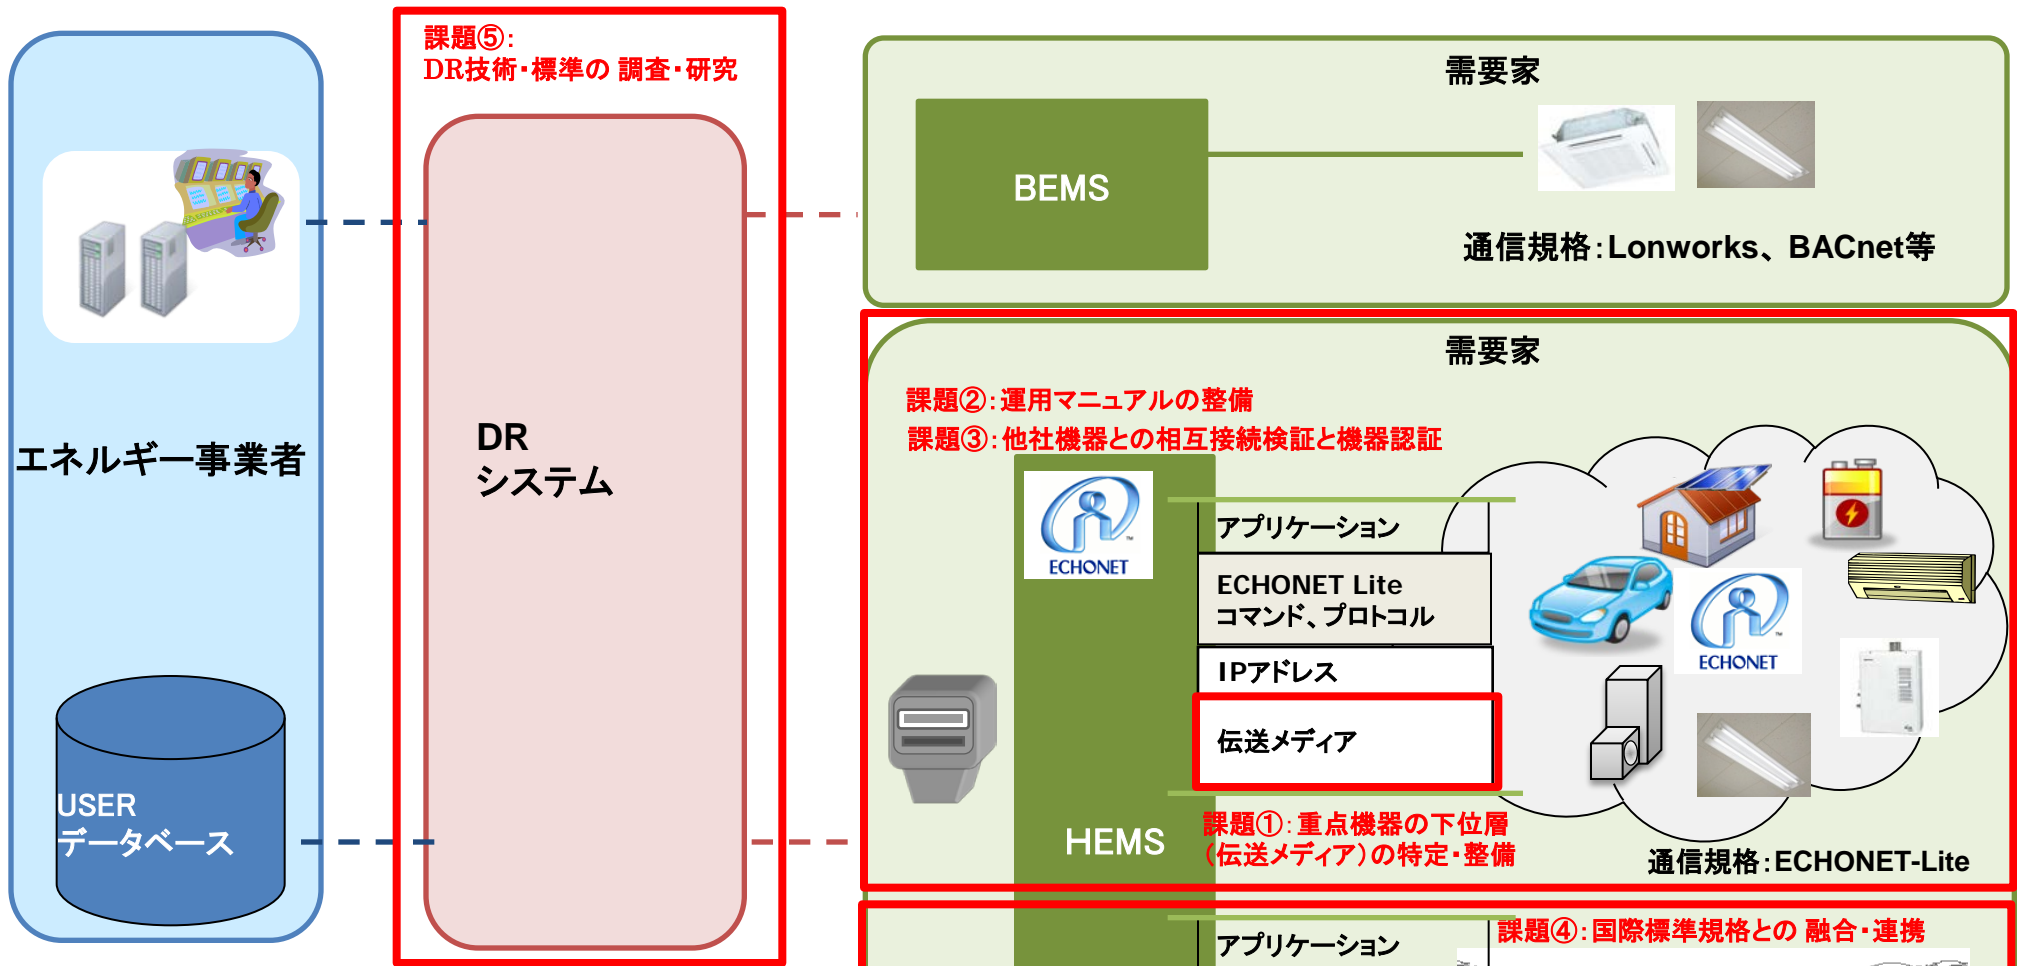 課題⑤:
DR技術・標準の 調査・研究
エネルギー事業者
USER
データベース
DR
システム
需要家
BEMS
通信規格:Lonworks、BACnet等
需要家
課題②:運用マニュアルの整備
課題③:他社機器との相互接続検証と機器認証
ECHONET
アプリケーション
ECHONET Lite
コマンド、プロトコル
IPアドレス
伝送メディア
TM
ECHONET
HEMS
課題①:重点機器の下位層
(伝送メディア)の特定・整備
通信規格:ECHONET-Lite
課題④:国際標準規格との 融合・連携
アプリケーション